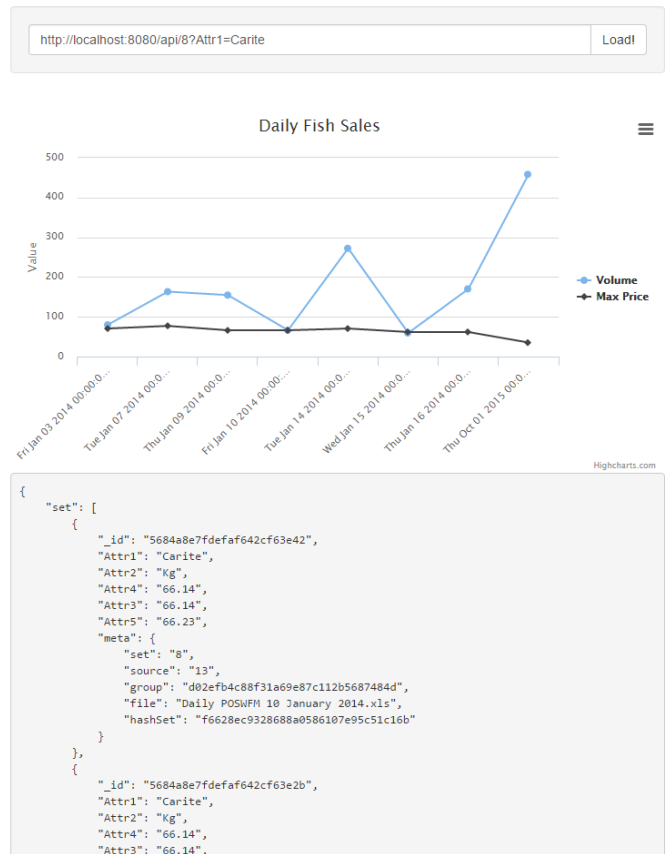 http://localhost:8080/api/8?Attr1=Carite
Load!
Daily Fish Sales
500
400
300
200
100
0
Value
Volume
Max Price
Fri Jan 03 2014 00:00:0...
Tue Jan 07 2014 00:0...
Thu Jan 09 2014 00:0...
Fri Jan 10 2014 00:00:...
Tue Jan 14 2014 00:0...
Wed Jan 15 2014 00:0...
Thu Jan 16 2014 00:0...
Thu Oct 01 2015 00:0...
Highcharts.com
{
"set": [
{
"_id": "5684a8e7fdefaf642cf63e42",
"Attr1": "Carite",
"Attr2": "Kg",
"Attr4": "66.14",
"Attr3": "66.14",
"Attr5": "66.23",
"meta": {
"set": "8",
"source": "13",
"group": "d02efb4c88f31a69e87c112b5687484d",
"file": "Daily POSWFM 10 January 2014.xls",
"hashSet": "f6628ec9328688a0586107e95c51c16b"
}
},
{
"_id": "5684a8e7fdefaf642cf63e2b",
"Attr1": "Carite",
"Attr2": "Kg",
"Attr4": "66.14",
"Attr3": "66.14",